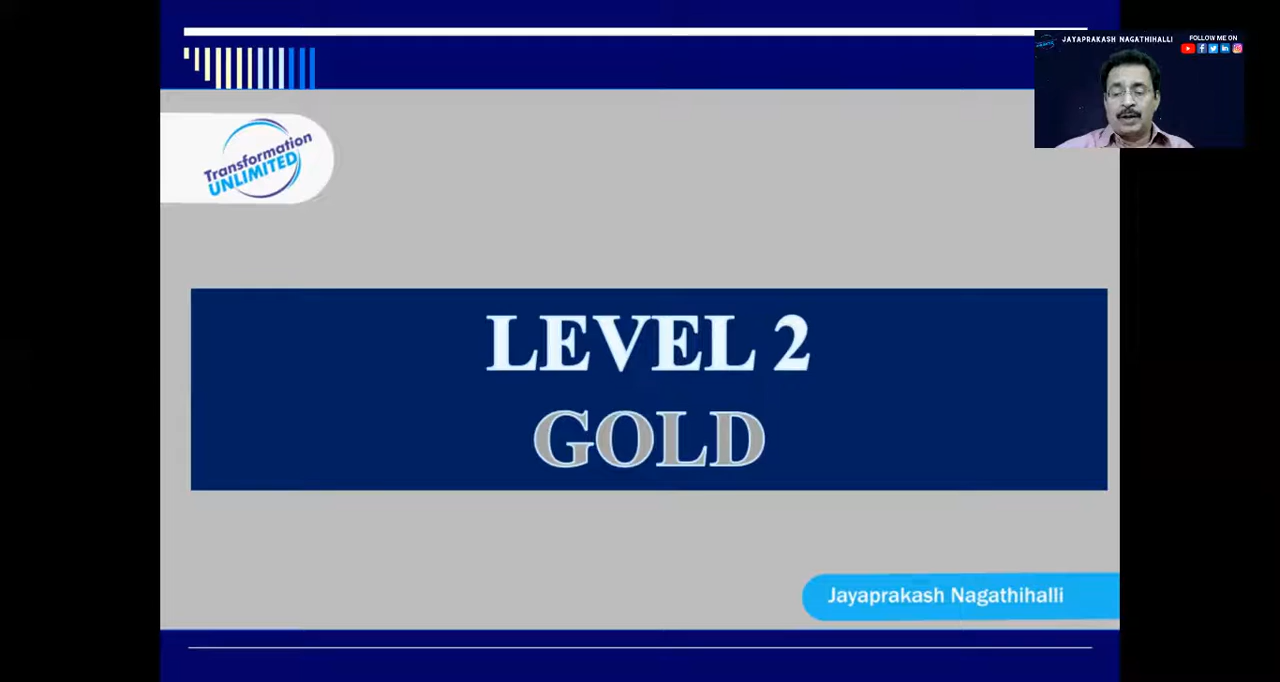 JAYAPRAKASH NAGATHIHALLI
FOLLOW ME ON
Transformation
UNLIMITED
LEVEL 2
GOLD
Jayaprakash Nagathihalli